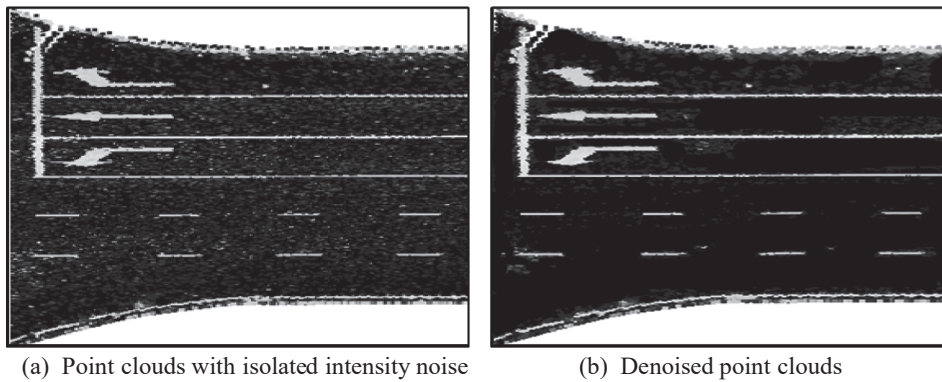 (a) Point clouds with isolated intensity noise
(b) Denoised point clouds